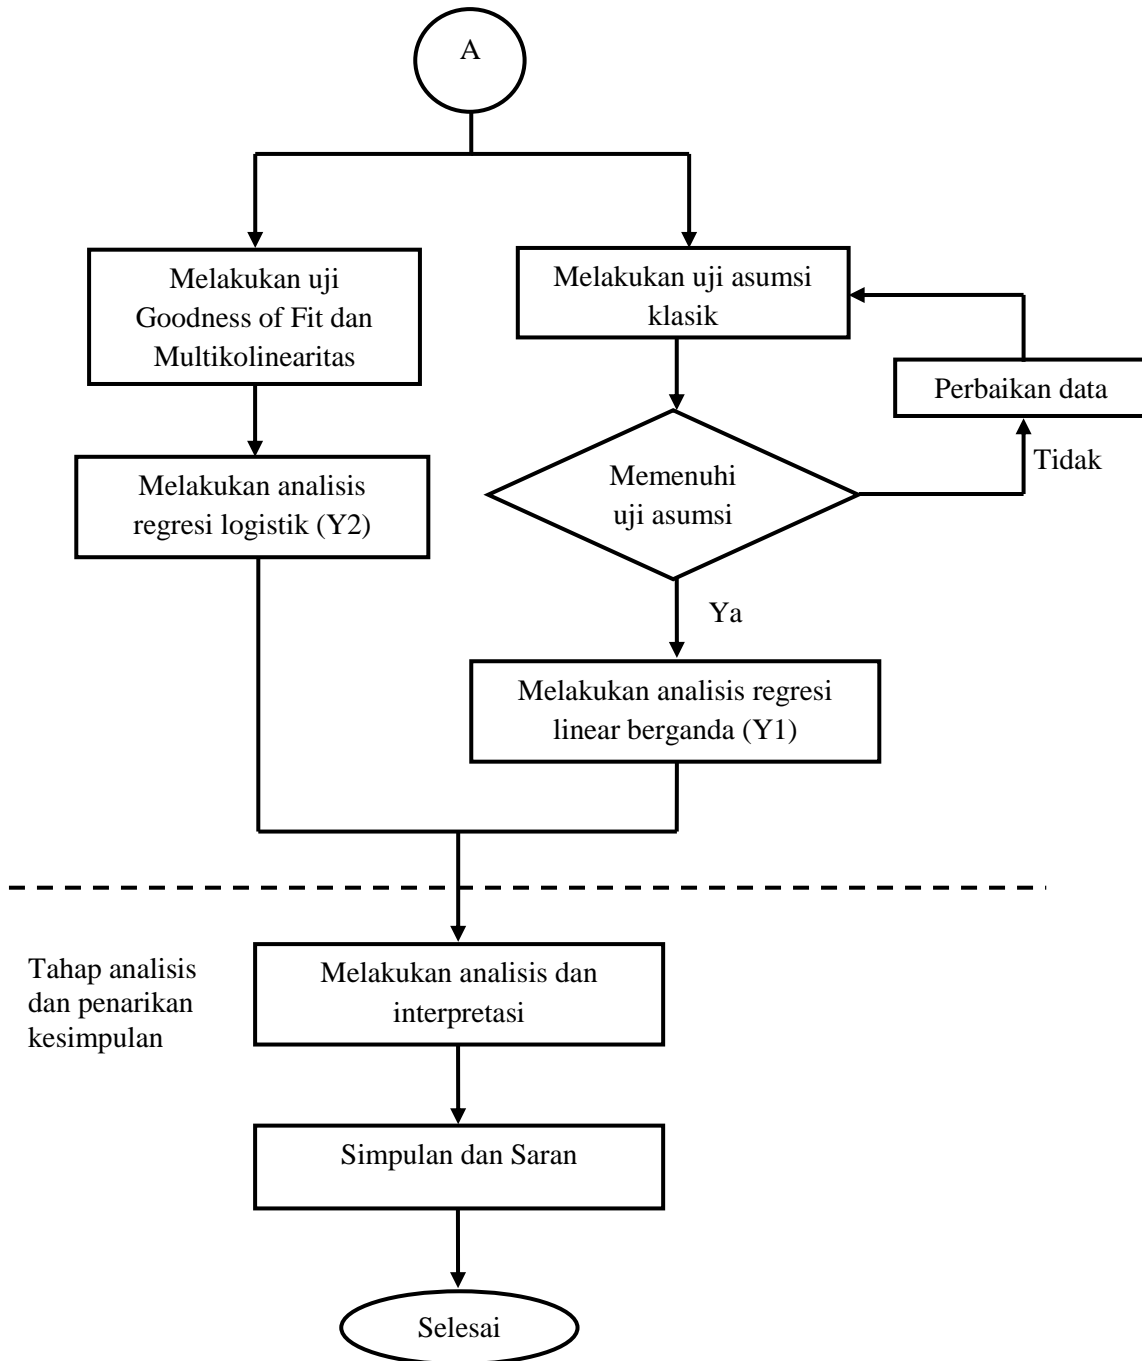 A
Melakukan uji
Goodness of Fit dan
Multikolinearitas
Melakukan uji asumsi
klasik
Perbaikan data
Tidak
Melakukan analisis
regresi logistik (Y2)
Memenuhi
uji asumsi
Ya
Melakukan analisis regresi
linear berganda (Y1)
Tahap analisis
dan penarikan
kesimpulan
Melakukan analisis dan
interpretasi
Simpulan dan Saran
Selesai